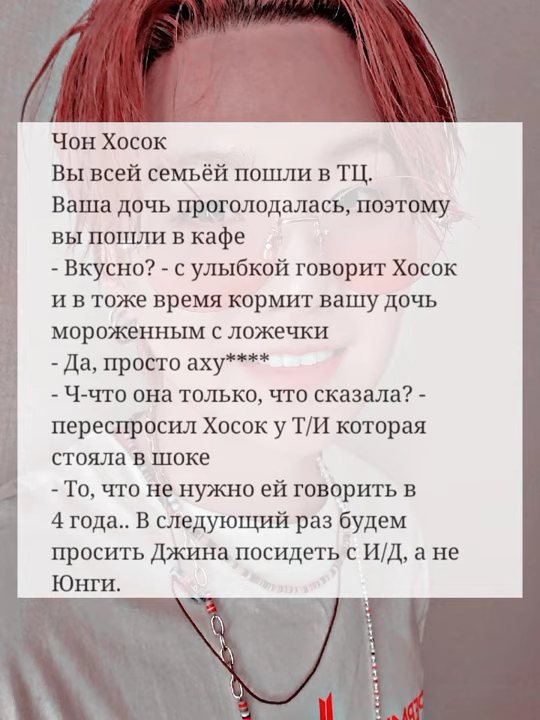 Чон Хосок
Вы всей семьёй пошли в ТЦ.
Ваша дочь проголодалась, поэтому
вы пошли в кафе
- Вкусно? - с улыбкой говорит Хосок
и в тоже время кормит вашу дочь
мороженным с ложечки
- Да, просто аху****
- Ч-что она только, что сказала? -
переспросил Хосок у Т/И которая
стояла в шоке
- То, что не нужно ей говорить в
4 года.. В следующий раз будем
просить Джина посидеть с И/Д, а не
Юнги.